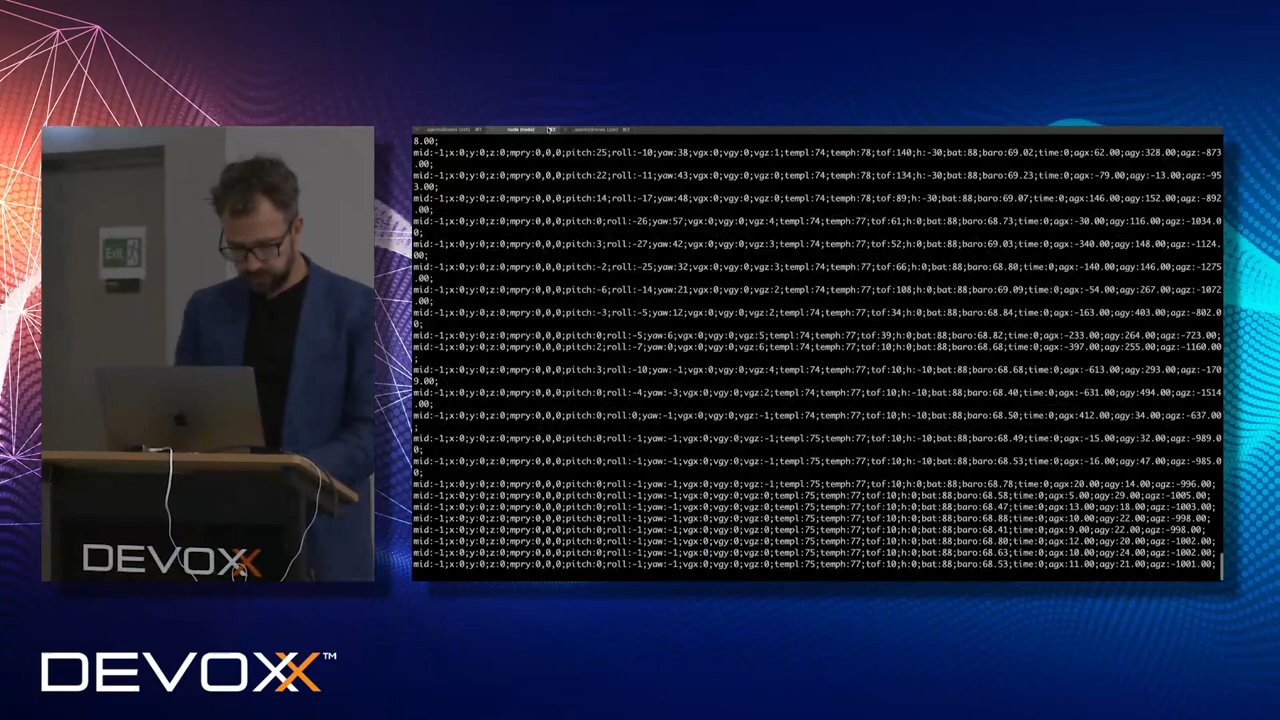 Exit
DEVOXX
DEVOXX™
node (node)
8.00;
mid:-1;x:0;y:0;z:0;mpry:0,0,0;pitch:25;roll:-10;yaw:38;vgx:0;vgy:0;vgz:1;templ:74;temph:78;tof:140;h:-30;bat:88;baro:69.02;time:0;agx:62.00;agy:328.00;agz:-873
.00;
mid:-1;x:0;y:0;z:0;mpry:0,0,0;pitch:22;roll:-11;yaw:43;vgx:0;vgy:0;vgz:0;templ:74;temph:78;tof:134;h:-30;bat:88;baro:69.23;time:0;agx:-79.00;agy:-13.00;agz:-95
3.00;
mid:-1;x:0;y:0;z:0;mpry:0,0,0;pitch:14;roll:-17;yaw:48;vgx:0;vgy:0;vgz:0;templ:74;temph:78;tof:89;h:-30;bat:88;baro:69.07;time:0;agx:146.00;agy:152.00;agz:-892
.00;
mid:-1;x:0;y:0;z:0;mpry:0,0,0;pitch:0;roll:-26;yaw:57;vgx:0;vgy:0;vgz:4;templ:74;temph:77;tof:61;h:0;bat:88;baro:68.73;time:0;agx:-30.00;agy:116.00;agz:-1034.0
0;
mid:-1;x:0;y:0;z:0;mpry:0,0,0;pitch:3;roll:-27;yaw:42;vgx:0;vgy:0;vgz:3;templ:74;temph:77;tof:52;h:0;bat:88;baro:69.03;time:0;agx:-340.00;agy:148.00;agz:-1124.
00;
mid:-1;x:0;y:0;z:0;mpry:0,0,0;pitch:-2;roll:-25;yaw:32;vgx:0;vgy:0;vgz:3;templ:74;temph:77;tof:66;h:0;bat:88;baro:68.80;time:0;agx:-140.00;agy:146.00;agz:-1275
.00;
mid:-1;x:0;y:0;z:0;mpry:0,0,0;pitch:-6;roll:-14;yaw:21;vgx:0;vgy:0;vgz:2;templ:74;temph:77;tof:108;h:0;bat:88;baro:69.09;time:0;agx:-54.00;agy:267.00;agz:-1072
.00;
mid:-1;x:0;y:0;z:0;mpry:0,0,0;pitch:-3;roll:-5;yaw:12;vgx:0;vgy:0;vgz:2;templ:74;temph:77;tof:34;h:0;bat:88;baro:68.84;time:0;agx:-163.00;agy:403.00;agz:-802.0
0;
mid:-1;x:0;y:0;z:0;mpry:0,0,0;pitch:0;roll:-5;yaw:6;vgx:0;vgy:0;vgz:5;templ:74;temph:77;tof:39;h:0;bat:88;baro:68.82;time:0;agx:-233.00;agy:264.00;agz:-723.00;
mid:-1;x:0;y:0;z:0;mpry:0,0,0;pitch:2;roll:-7;yaw:0;vgx:0;vgy:0;vgz:6;templ:74;temph:77;tof:10;h:0;bat:88;baro:68.68;time:0;agx:-397.00;agy:255.00;agz:-1160.00
;
mid:-1;x:0;y:0;z:0;mpry:0,0,0;pitch:3;roll:-10;yaw:-1;vgx:0;vgy:0;vgz:4;templ:74;temph:77;tof:10;h:-10;bat:88;baro:68.68;time:0;agx:-613.00;agy:293.00;agz:-170
9.00;
mid:-1;x:0;y:0;z:0;mpry:0,0,0;pitch:0;roll:-4;yaw:-3;vgx:0;vgy:0;vgz:2;templ:74;temph:77;tof:10;h:-10;bat:88;baro:68.40;time:0;agx:-631.00;agy:494.00;agz:-1514
.00;
mid:-1;x:0;y:0;z:0;mpry:0,0,0;pitch:0;roll:0;yaw:-1;vgx:0;vgy:0;vgz:-1;templ:74;temph:77;tof:10;h:-10;bat:88;baro:68.50;time:0;agx:412.00;agy:34.00;agz:-637.00
;
mid:-1;x:0;y:0;z:0;mpry:0,0,0;pitch:0;roll:-1;yaw:-1;vgx:0;vgy:0;vgz:-1;templ:75;temph:77;tof:10;h:-10;bat:88;baro:68.49;time:0;agx:-15.00;agy:32.00;agz:-989.0
0;
mid:-1;x:0;y:0;z:0;mpry:0,0,0;pitch:0;roll:-1;yaw:-1;vgx:0;vgy:0;vgz:-1;templ:75;temph:77;tof:10;h:-10;bat:88;baro:68.53;time:0;agx:-16.00;agy:47.00;agz:-985.0
0;
mid:-1;x:0;y:0;z:0;mpry:0,0,0;pitch:0;roll:-1;yaw:-1;vgx:0;vgy:0;vgz:-1;templ:75;temph:77;tof:10;h:0;bat:88;baro:68.78;time:0;agx:20.00;agy:14.00;agz:-996.00;
mid:-1;x:0;y:0;z:0;mpry:0,0,0;pitch:0;roll:-1;yaw:-1;vgx:0;vgy:0;vgz:0;templ:75;temph:77;tof:10;h:0;bat:88;baro:68.58;time:0;agx:5.00;agy:29.00;agz:-1005.00;
mid:-1;x:0;y:0;z:0;mpry:0,0,0;pitch:0;roll:-1;yaw:-1;vgx:0;vgy:0;vgz:0;templ:75;temph:77;tof:10;h:0;bat:88;baro:68.47;time:0;agx:13.00;agy:18.00;agz:-1003.00;
mid:-1;x:0;y:0;z:0;mpry:0,0,0;pitch:0;roll:-1;yaw:-1;vgx:0;vgy:0;vgz:0;templ:75;temph:77;tof:10;h:0;bat:88;baro:68.88;time:0;agx:10.00;agy:22.00;agz:-998.00;
mid:-1;x:0;y:0;z:0;mpry:0,0,0;pitch:0;roll:-1;yaw:-1;vgx:0;vgy:0;vgz:0;templ:75;temph:77;tof:10;h:0;bat:88;baro:68.41;time:0;agx:9.00;agy:22.00;agz:-998.00;
mid:-1;x:0;y:0;z:0;mpry:0,0,0;pitch:0;roll:-1;yaw:-1;vgx:0;vgy:0;vgz:0;templ:75;temph:77;tof:10;h:0;bat:88;baro:68.80;time:0;agx:12.00;agy:20.00;agz:-1002.00;
mid:-1;x:0;y:0;z:0;mpry:0,0,0;pitch:0;roll:-1;yaw:-1;vgx:0;vgy:0;vgz:0;templ:75;temph:77;tof:10;h:0;bat:88;baro:68.63;time:0;agx:10.00;agy:24.00;agz:-1002.00;
mid:-1;x:0;y:0;z:0;mpry:0,0,0;pitch:0;roll:-1;yaw:-1;vgx:0;vgy:0;vgz:0;templ:75;temph:77;tof:10;h:0;bat:88;baro:68.53;time:0;agx:11.00;agy:21.00;agz:-1001.00;